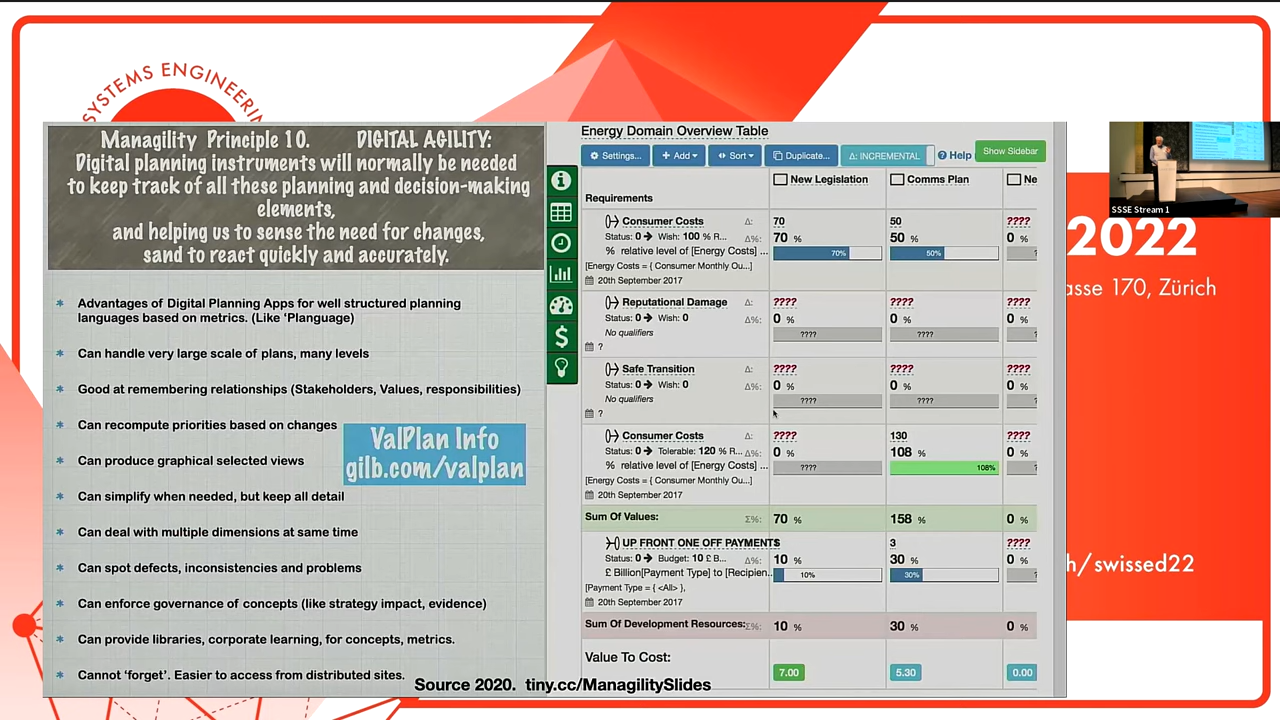 SYSTEMS ENGINEERIN
Managility Principle 10. DIGITAL AGILITY:
Digital planning instruments will normally be needed
to keep track of all these planning and decision-making
elements,
and helping us to sense the need for changes,
sand to react quickly and accurately.
* Advantages of Digital Planning Apps for well structured planning
languages based on metrics. (Like ‘Planguage)
* Can handle very large scale of plans, many levels
* Good at remembering relationships (Stakeholders, Values, responsibilities)
* Can recompute priorities based on changes
* Can produce graphical selected views
* Can simplify when needed, but keep all detail
* Can deal with multiple dimensions at same time
* Can spot defects, inconsistencies and problems
* Can enforce governance of concepts (like strategy impact, evidence)
* Can provide libraries, corporate learning, for concepts, metrics.
* Cannot ‘forget’. Easier to access from distributed sites.
ValPlan Info
gilb.com/valplan
Source 2020. tiny.cc/ManagilitySlides
Energy Domain Overview Table
Settings... Add Sort Duplicate... Δ: INCREMENTAL Help Show Sidebar
Requirements New Legislation Comms Plan Ne
Consumer Costs Δ: 70 50 ????
Status: 0 → Wish: 100 % R... Δ%: 70 % 50 % 0 %
% relative level of [Energy Costs] ... 70% 50% ?
[Energy Costs = { Consumer Monthly Ou...]
20th September 2017
Reputational Damage Δ: ???? ???? ????
Status: 0 → Wish: 0 Δ%: 0 % 0 % 0 %
No qualifiers ???? ???? ?
?
Safe Transition Δ: ???? ???? ????
Status: 0 → Wish: 0 Δ%: 0 % 0 % 0 %
No qualifiers ???? ???? ?
?
Consumer Costs Δ: ???? 130 ????
Status: 0 → Tolerable: 120 % R... Δ%: 0 % 108 % 0 %
% relative level of [Energy Costs] ... ???? 108% ?
[Energy Costs = { Consumer Monthly Ou...]
20th September 2017
Sum Of Values: Σ%: 70 % 158 % 0 %
UP FRONT ONE OFF PAYMENTS 3 ????
Status: 0 → Budget: 10 £ B... Δ%: 10 % 30 % 0 %
£ Billion[Payment Type] to [Recipien... 10% 30% ?
[Payment Type = { <All> },
20th September 2017
Sum Of Development Resources: Σ%: 10 % 30 % 0 %
Value To Cost: 7.00 5.30 0.00
SSSE Stream 1
2022
asse 170, Zürich
h/swissed22